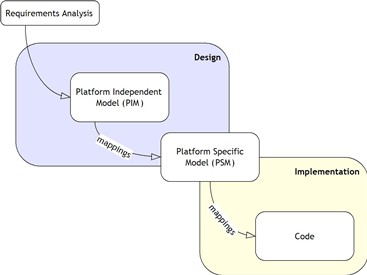 Requirements Analysis
Design
Platform Independent
Model (PIM)
mappings
Platform Specific
Model (PSM)
Implementation
mappings
Code